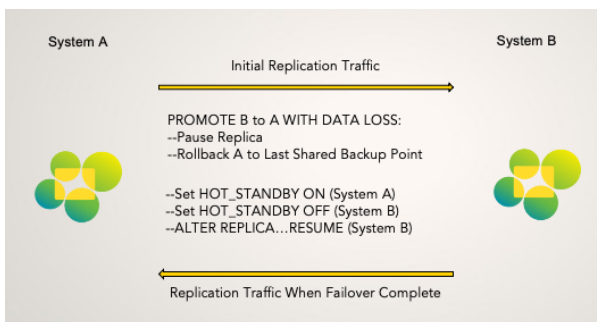 System A
System B
Initial Replication Traffic
PROMOTE B to A WITH DATA LOSS:
--Pause Replica
--Rollback A to Last Shared Backup Point
--Set HOT_STANDBY ON (System A)
--Set HOT_STANDBY OFF (System B)
--ALTER REPLICA...RESUME (System B)
Replication Traffic When Failover Complete